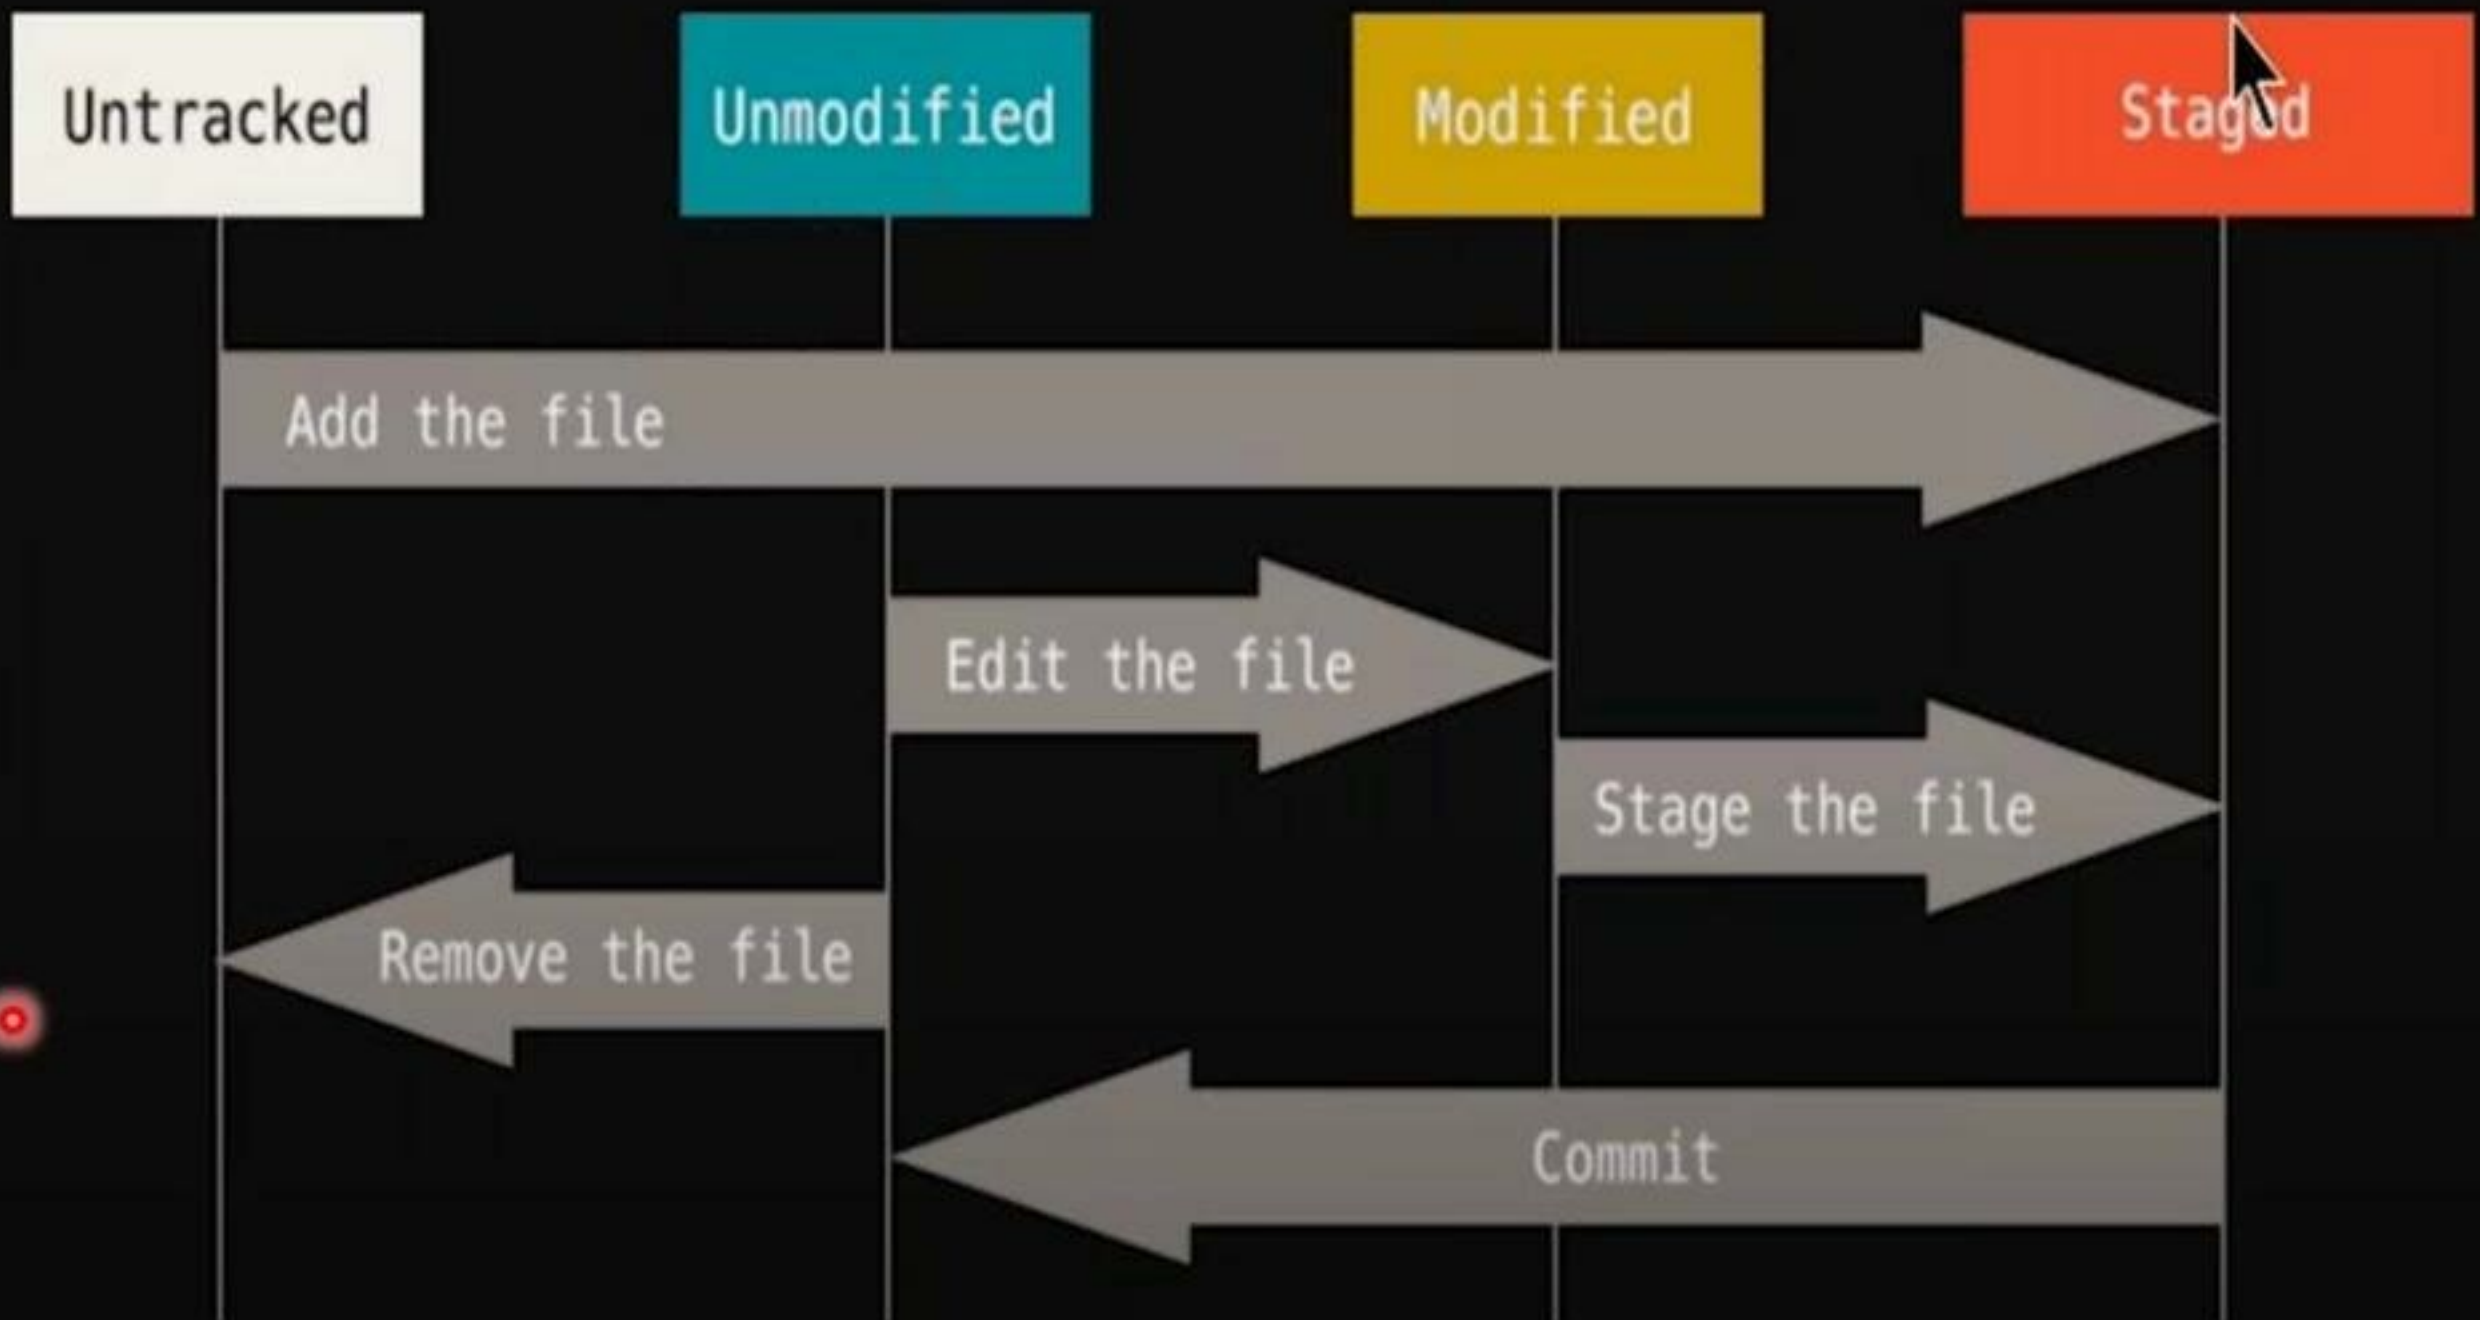 Untracked
Unmodified
Modified
Staged
Add the file
Edit the file
Stage the file
Remove the file
Commit